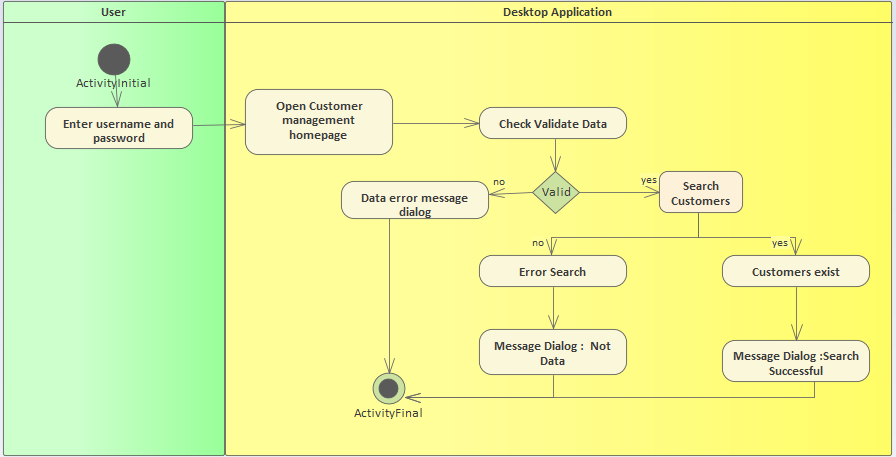 User
Desktop Application
ActivityInitial
Enter username and
password
Open Customer
management
homepage
Check Validate Data
Valid
no
yes
Data error message
dialog
Search
Customers
no
yes
Error Search
Customers exist
Message Dialog :  Not
Data
Message Dialog :Search
Successful
ActivityFinal